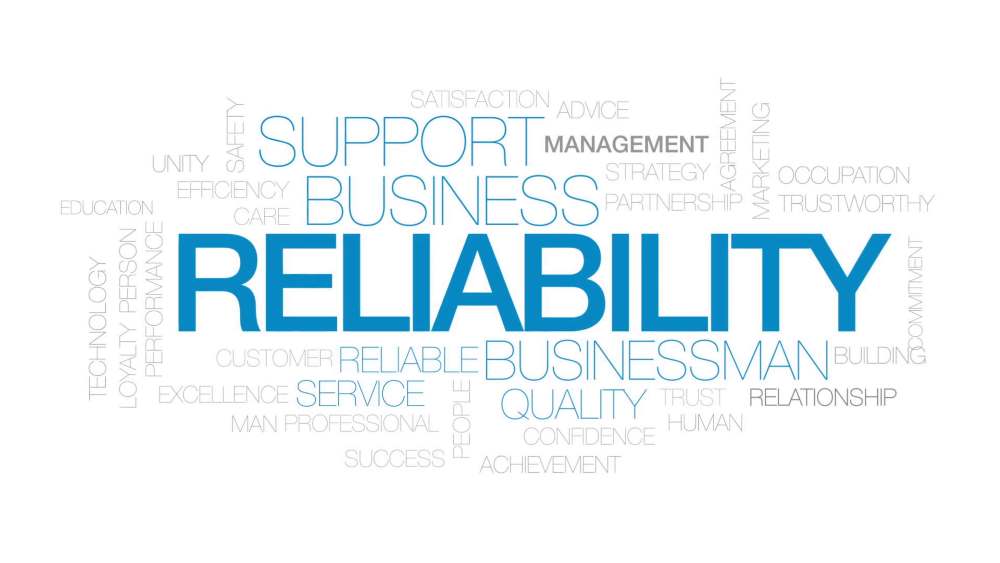 SATISFACTION
ADVICE
SUPPORT
MANAGEMENT
SAFETY
AGREEMENT
MARKETING
UNITY
STRATEGY
OCCUPATION
EFFICIENCY
BUSINESS
PARTNERSHIP
TRUSTWORTHY
EDUCATION
CARE
RELIABILITY
TECHNOLOGY
LOYALTY PERSON
PERFORMANCE
COMMITMENT
CUSTOMER
RELIABLE
BUSINESSMAN
BUILDING
EXCELLENCE
SERVICE
PEOPLE
QUALITY
TRUST
RELATIONSHIP
MAN PROFESSIONAL
HUMAN
CONFIDENCE
SUCCESS
ACHIEVEMENT